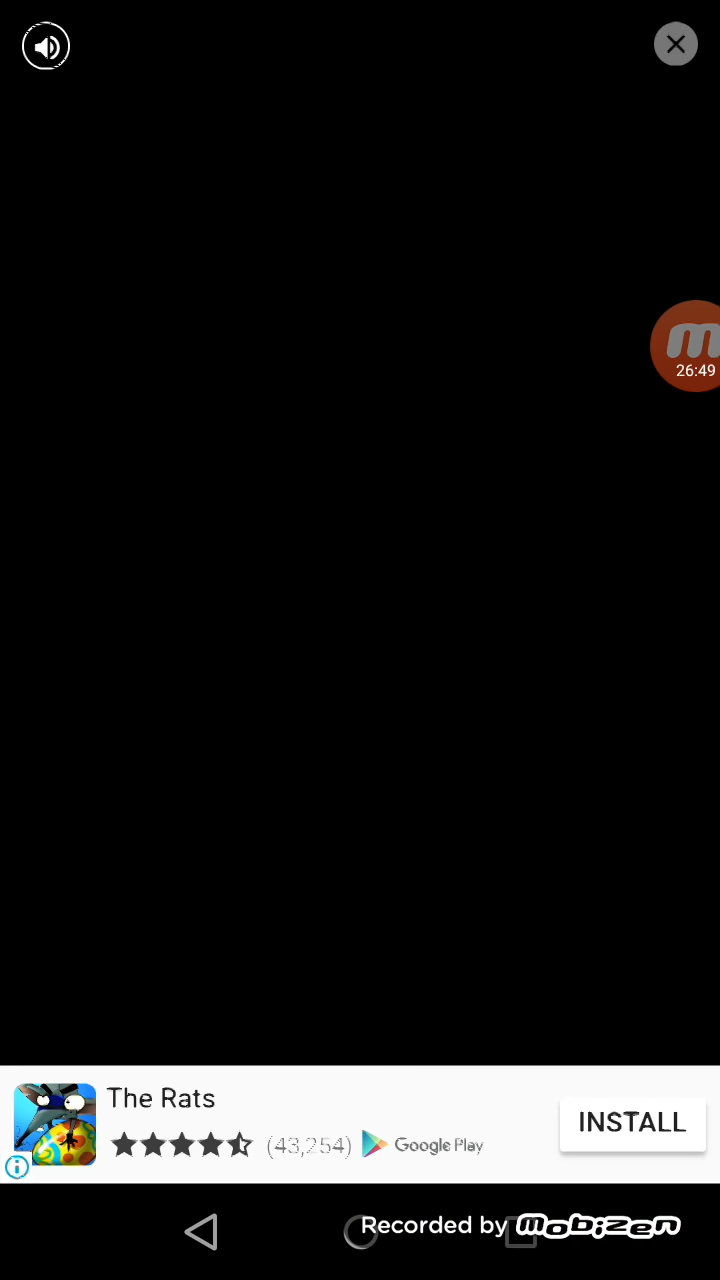 26:49
The Rats
INSTALL
(43,254) Google Play
Recorded by mobizen